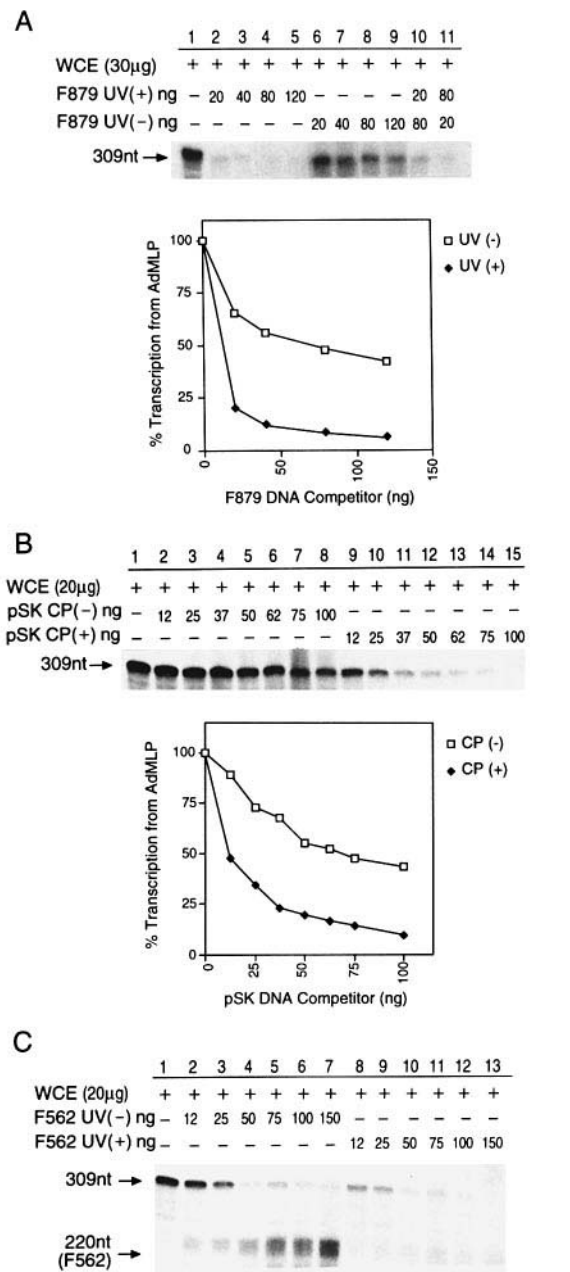 A
1 2 3 4 5 6 7 8 9 10 11
WCE (30µg) + + + + + + + + + + +
F879 UV(+) ng – 20 40 80 120 – – – – 20 80
F879 UV(–) ng – – – – – 20 40 80 120 80 20
309nt
% Transcription from AdMLP
100
75
50
25
0
UV (-)
UV (+)
0 50 100 150
F879 DNA Competitor (ng)
B
1 2 3 4 5 6 7 8 9 10 11 12 13 14 15
WCE (20µg) + + + + + + + + + + + + + + +
pSK CP(–) ng – 12 25 37 50 62 75 100 – – – – – – –
pSK CP(+) ng – – – – – – – – 12 25 37 50 62 75 100
309nt
% Transcription from AdMLP
100
75
50
25
0
CP (-)
CP (+)
0 25 50 75 100
pSK DNA Competitor (ng)
C
1 2 3 4 5 6 7 8 9 10 11 12 13
WCE (20µg) + + + + + + + + + + + + +
F562 UV(–) ng – 12 25 50 75 100 150 – – – – – –
F562 UV(+) ng – – – – – – – 12 25 50 75 100 150
309nt
220nt
(F562)